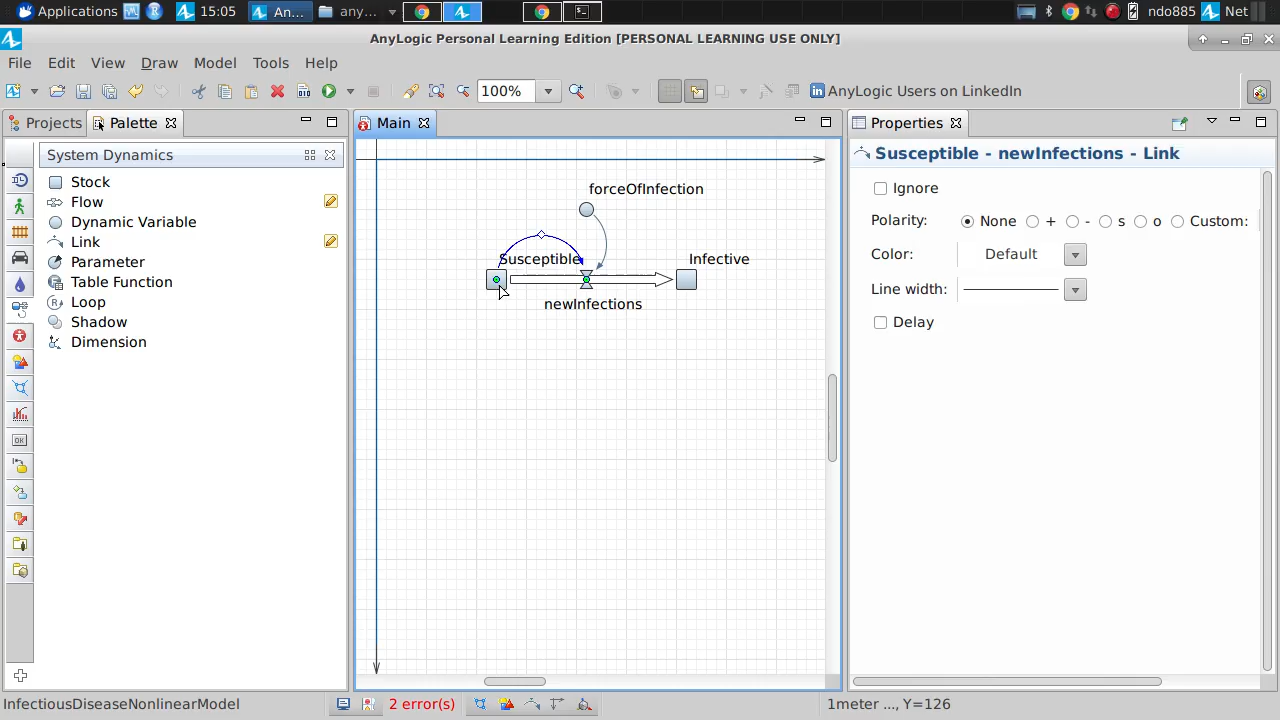 Applications 15:05 An... any... ndo885 Net
AnyLogic Personal Learning Edition [PERSONAL LEARNING USE ONLY]
File Edit View Draw Model Tools Help
100% AnyLogic Users on LinkedIn
Projects Palette Main Properties
System Dynamics
Stock
Flow
Dynamic Variable
Link
Parameter
Table Function
Loop
Shadow
Dimension
forceOfInfection
Susceptible Infective
newInfections
Susceptible - newInfections - Link
Ignore
Polarity: None + - s o Custom:
Color: Default
Line width:
Delay
InfectiousDiseaseNonlinearModel 2 error(s) 1meter ..., Y=126